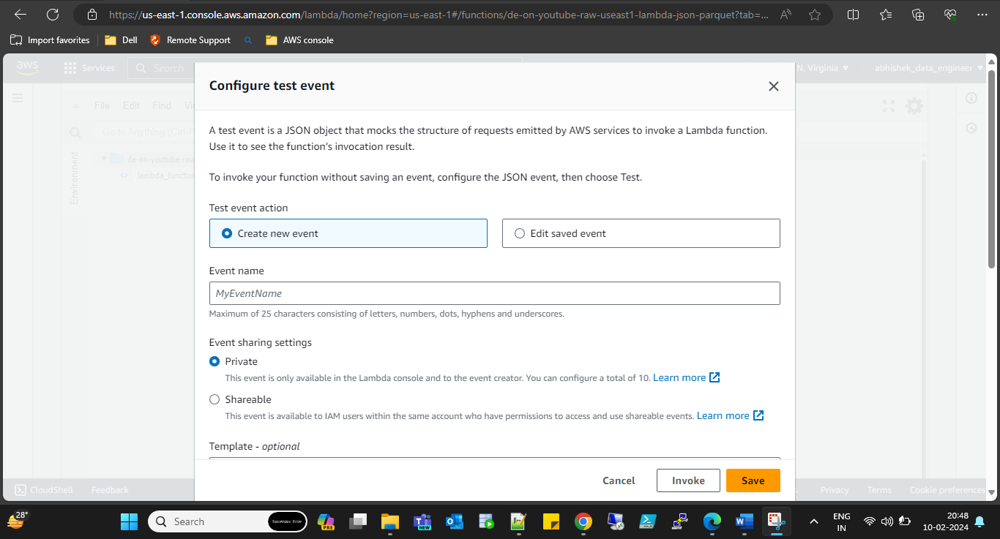 https://us-east-1.console.aws.amazon.com/lambda/home?region=us-east-1#/functions/de-on-youtube-raw-useast1-lambda-json-parquet?tab=...
Import favorites
Dell
Remote Support
AWS console
aws
Services
Search
N. Virginia
abhishek_data_engineer
Configure test event
File Edit Find
Go to Anything (Ctrl-P
Environment
de-on-youtube-raw
lambda_function
A test event is a JSON object that mocks the structure of requests emitted by AWS services to invoke a Lambda function.
Use it to see the function's invocation result.
To invoke your function without saving an event, configure the JSON event, then choose Test.
Test event action
Create new event
Edit saved event
Event name
MyEventName
Maximum of 25 characters consisting of letters, numbers, dots, hyphens and underscores.
Event sharing settings
Private
This event is only available in the Lambda console and to the event creator. You can configure a total of 10. Learn more
Shareable
This event is available to IAM users within the same account who have permissions to access and use shareable events. Learn more
Template - optional
Cancel
Invoke
Save
CloudShell
Feedback
Privacy
Terms
Cookie preferences
28°
Search
PRE
NEW
ENG
IN
20:48
10-02-2024